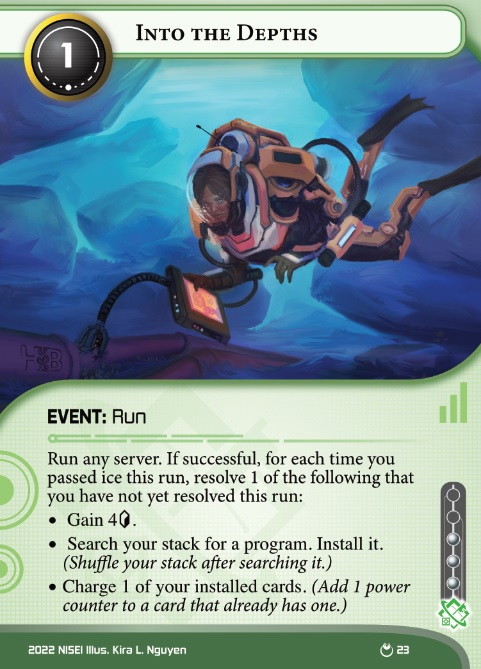 1
INTO THE DEPTHS
EVENT: Run
Run any server. If successful, for each time you
passed ice this run, resolve 1 of the following that
you have not yet resolved this run:
• Gain 4.
• Search your stack for a program. Install it.
(Shuffle your stack after searching it.)
• Charge 1 of your installed cards. (Add 1 power
counter to a card that already has one.)
2022 NISEI Illus. Kira L. Nguyen
23